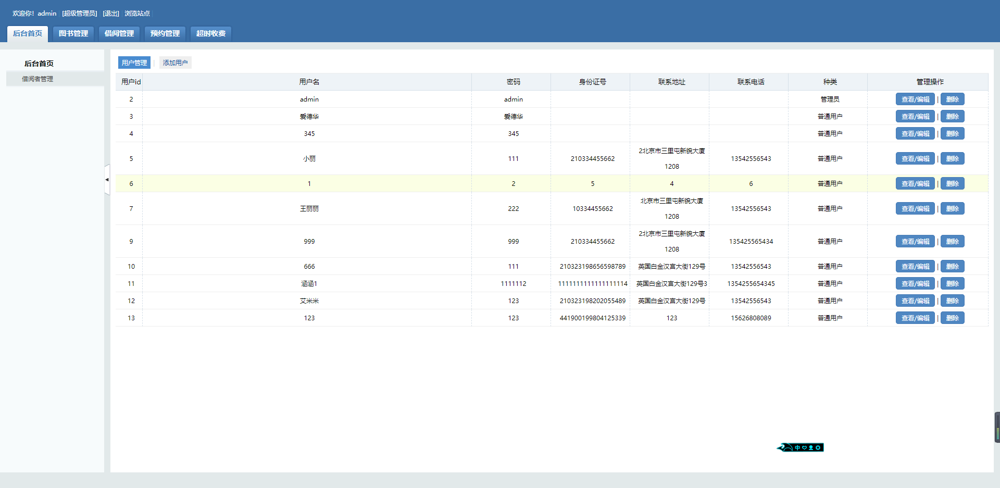 欢迎你！admin [超级管理员] [退出] 浏览站点
后台首页 图书管理 借阅管理 预约管理 超时收费
后台首页
借阅者管理
用户管理 添加用户
用户id 用户名 密码 身份证号 联系地址 联系电话 种类 管理操作
2 admin admin 管理员 查看/编辑 | 删除
3 爱德华 爱德华 普通用户 查看/编辑 | 删除
4 345 345 普通用户 查看/编辑 | 删除
5 小丽 111 210334455662 2北京市三里屯新貌大厦1208 13542556543 普通用户 查看/编辑 | 删除
6 1 2 5 4 6 普通用户 查看/编辑 | 删除
7 王丽丽 222 10334455662 北京市三里屯新貌大厦1208 13542556543 普通用户 查看/编辑 | 删除
9 999 999 210334455662 2北京市三里屯新貌大厦1208 135425565434 普通用户 查看/编辑 | 删除
10 666 111 210323198656598789 英国白金汉宫大街129号 13542556543 普通用户 查看/编辑 | 删除
11 涵涵1 1111112 1111111111111111114 英国白金汉宫大街129号3 1354255654345 普通用户 查看/编辑 | 删除
12 艾米米 123 210323198202055489 英国白金汉宫大街129号 13542556543 普通用户 查看/编辑 | 删除
13 123 123 441900199804125339 123 15626808089 普通用户 查看/编辑 | 删除
中